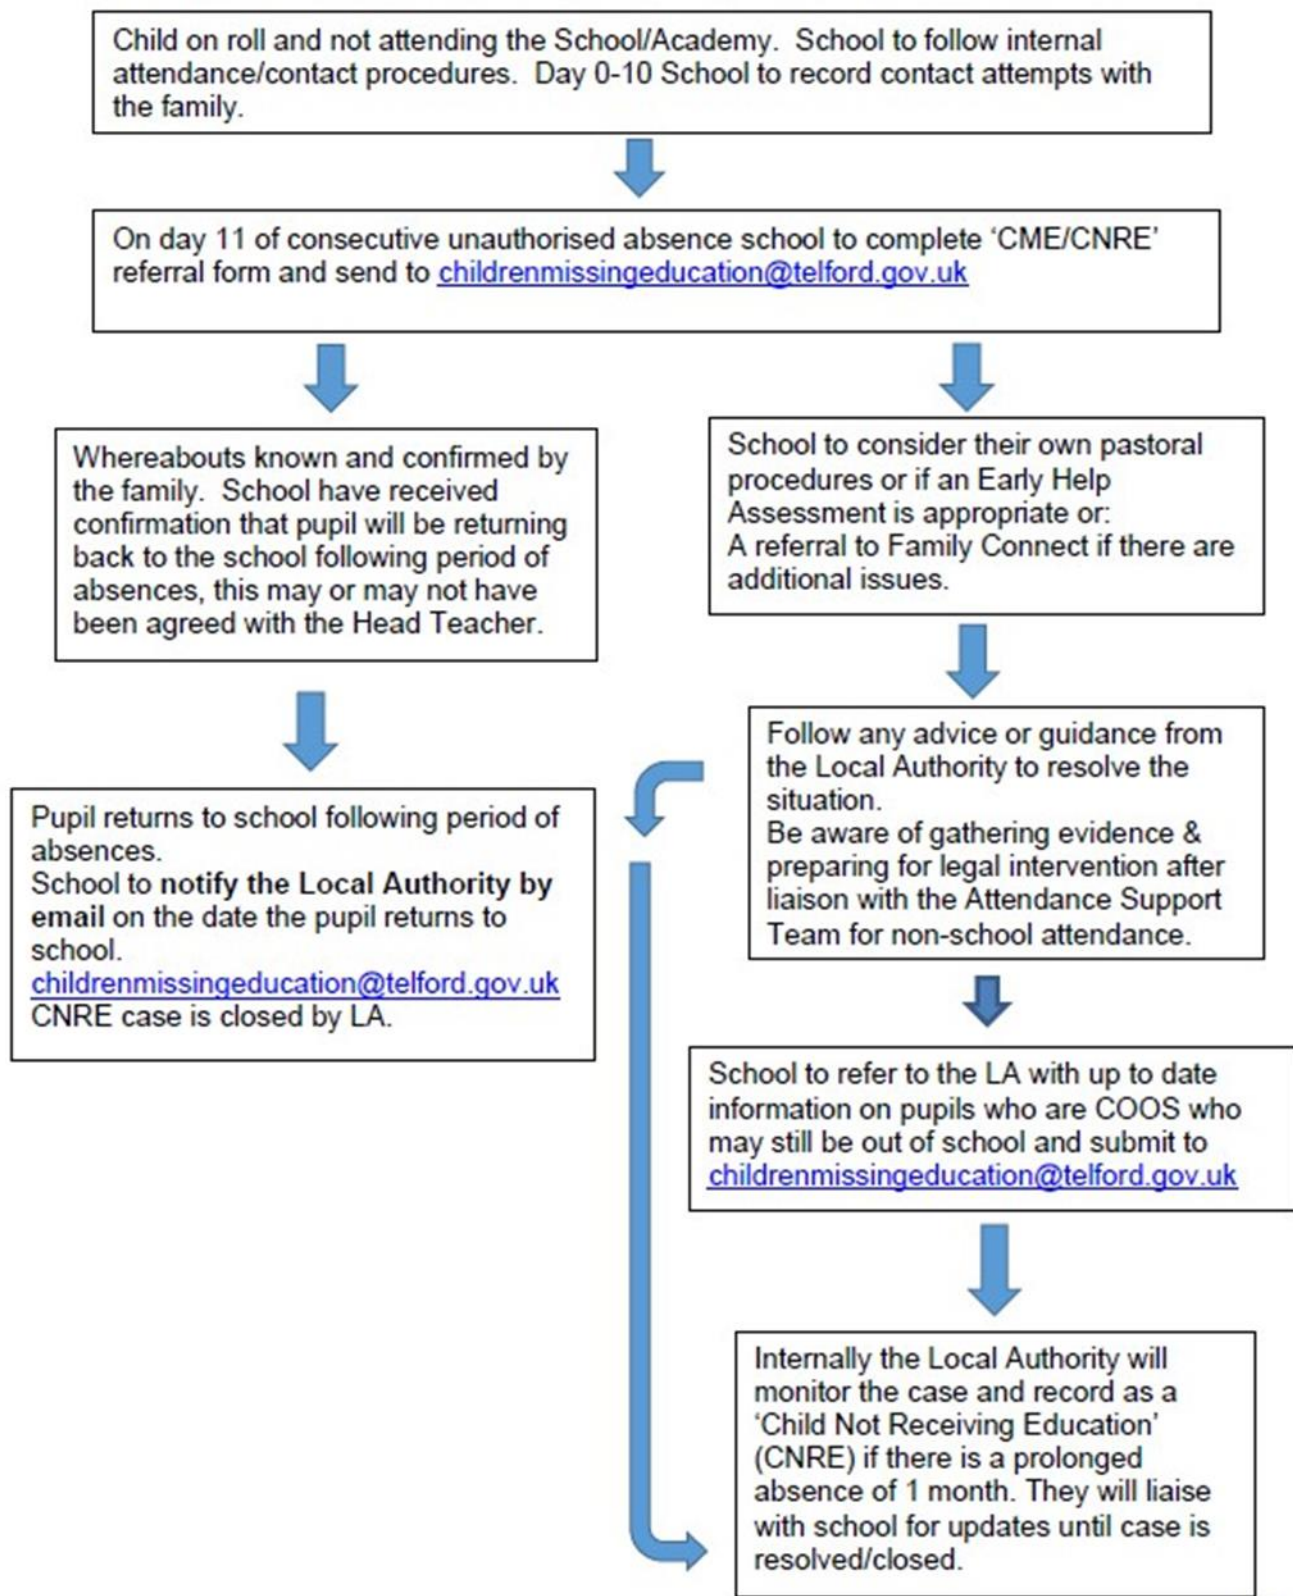 Child on roll and not attending the School/Academy.  School to follow internal
attendance/contact procedures.  Day 0-10 School to record contact attempts with
the family.
On day 11 of consecutive unauthorised absence school to complete ‘CME/CNRE’
referral form and send to childrenmissingeducation@telford.gov.uk
Whereabouts known and confirmed by
the family.  School have received
confirmation that pupil will be returning
back to the school following period of
absences, this may or may not have
been agreed with the Head Teacher.
Pupil returns to school following period of
absences.
School to notify the Local Authority by
email on the date the pupil returns to
school.
childrenmissingeducation@telford.gov.uk
CNRE case is closed by LA.
School to consider their own pastoral
procedures or if an Early Help
Assessment is appropriate or:
A referral to Family Connect if there are
additional issues.
Follow any advice or guidance from
the Local Authority to resolve the
situation.
Be aware of gathering evidence &
preparing for legal intervention after
liaison with the Attendance Support
Team for non-school attendance.
School to refer to the LA with up to date
information on pupils who are COOS who
may still be out of school and submit to
childrenmissingeducation@telford.gov.uk
Internally the Local Authority will
monitor the case and record as a
‘Child Not Receiving Education’
(CNRE) if there is a prolonged
absence of 1 month. They will liaise
with school for updates until case is
resolved/closed.